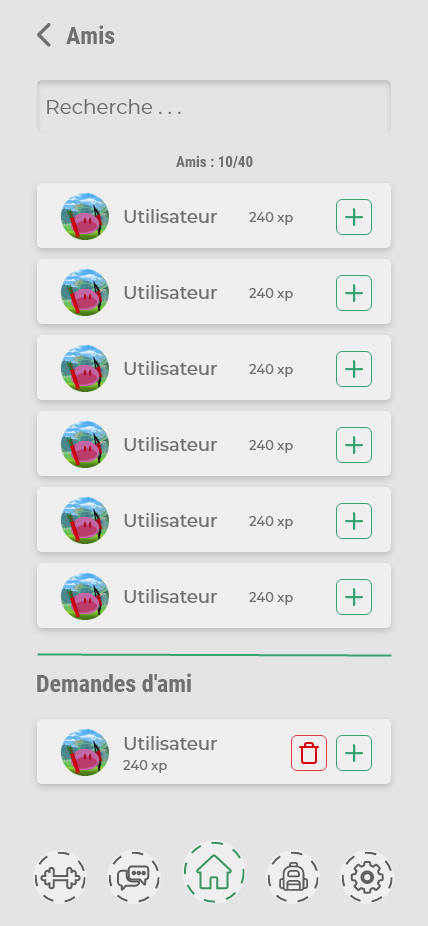 Amis
Recherche . . .
Amis : 10/40
Utilisateur 240 xp
Utilisateur 240 xp
Utilisateur 240 xp
Utilisateur 240 xp
Utilisateur 240 xp
Utilisateur 240 xp
Demandes d'ami
Utilisateur
240 xp